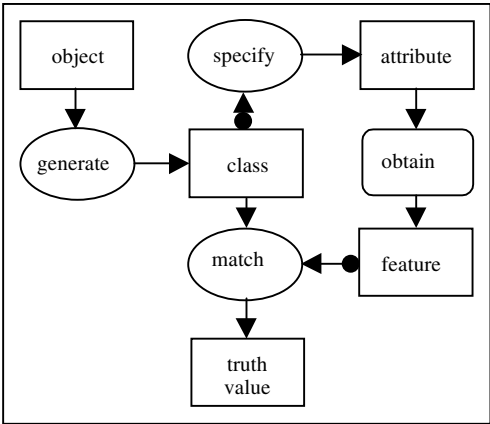 object
specify
attribute
generate
class
obtain
match
feature
truth
value